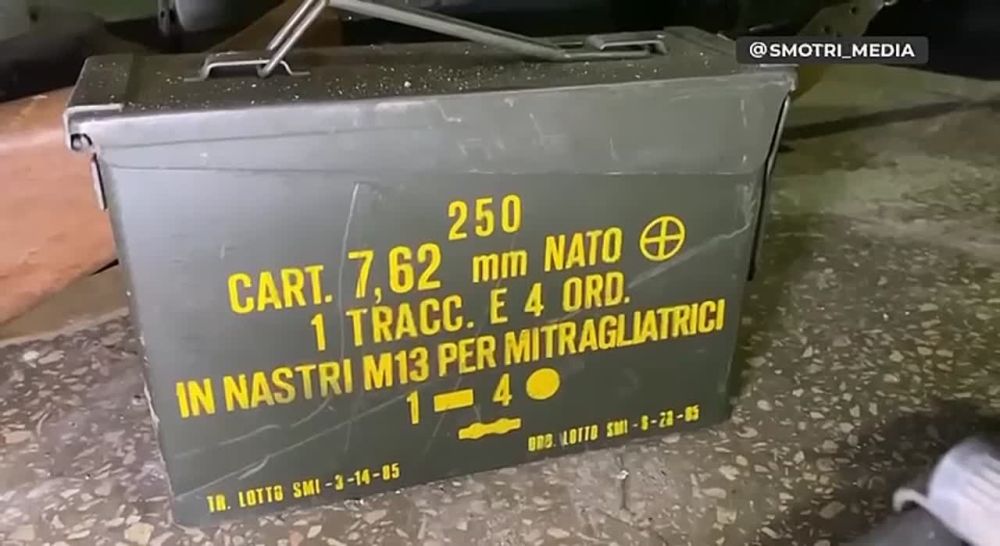 @SMOTRI_MEDIA
250
CART. 7,62 mm NATO
1 TRACC. E 4 ORD.
IN NASTRI M13 PER MITRAGLIATRICI
1 4
TR. LOTTO SMI-3-14-85
ORD. LOTTO SMI-6-28-85